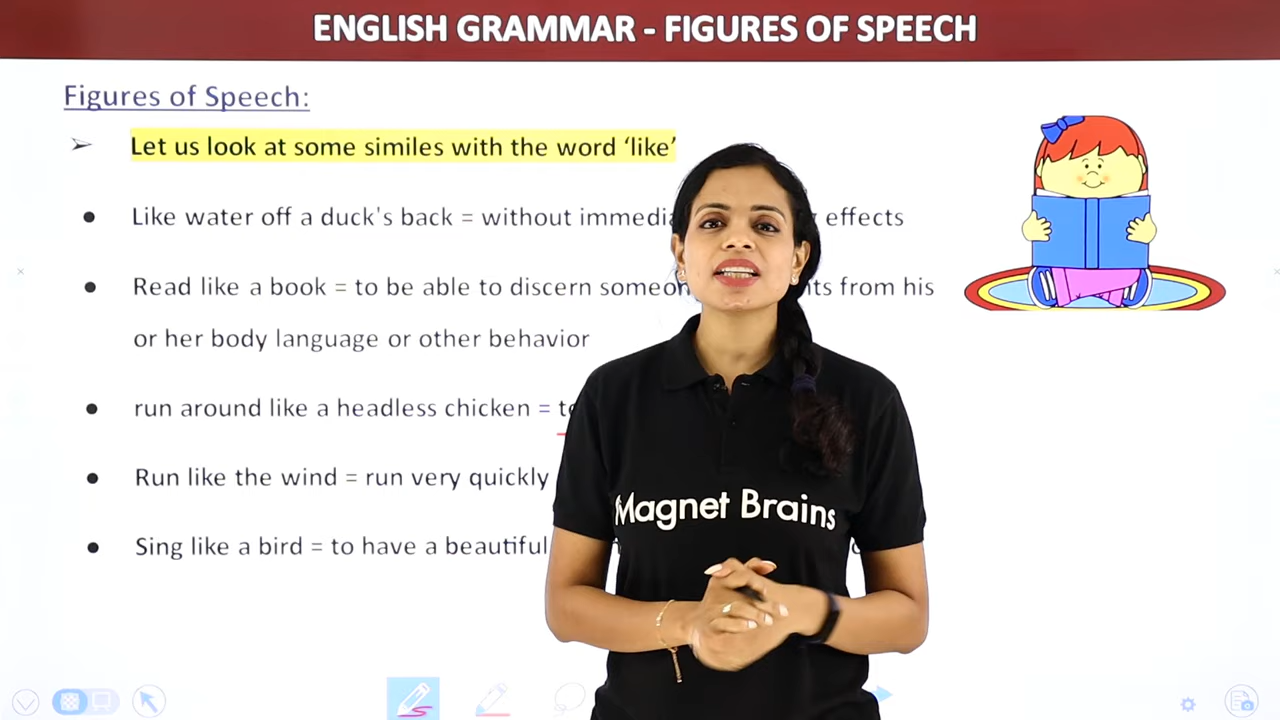 ENGLISH GRAMMAR - FIGURES OF SPEECH
Figures of Speech:
➢ Let us look at some similes with the word ‘like’
● Like water off a duck's back = without effects
● Read like a book = to be able to discern from his
or her body language or other behavior
● run around like a headless chicken =
● Run like the wind = run very quickly
● Sing like a bird = to have a beautiful
Magnet Brains